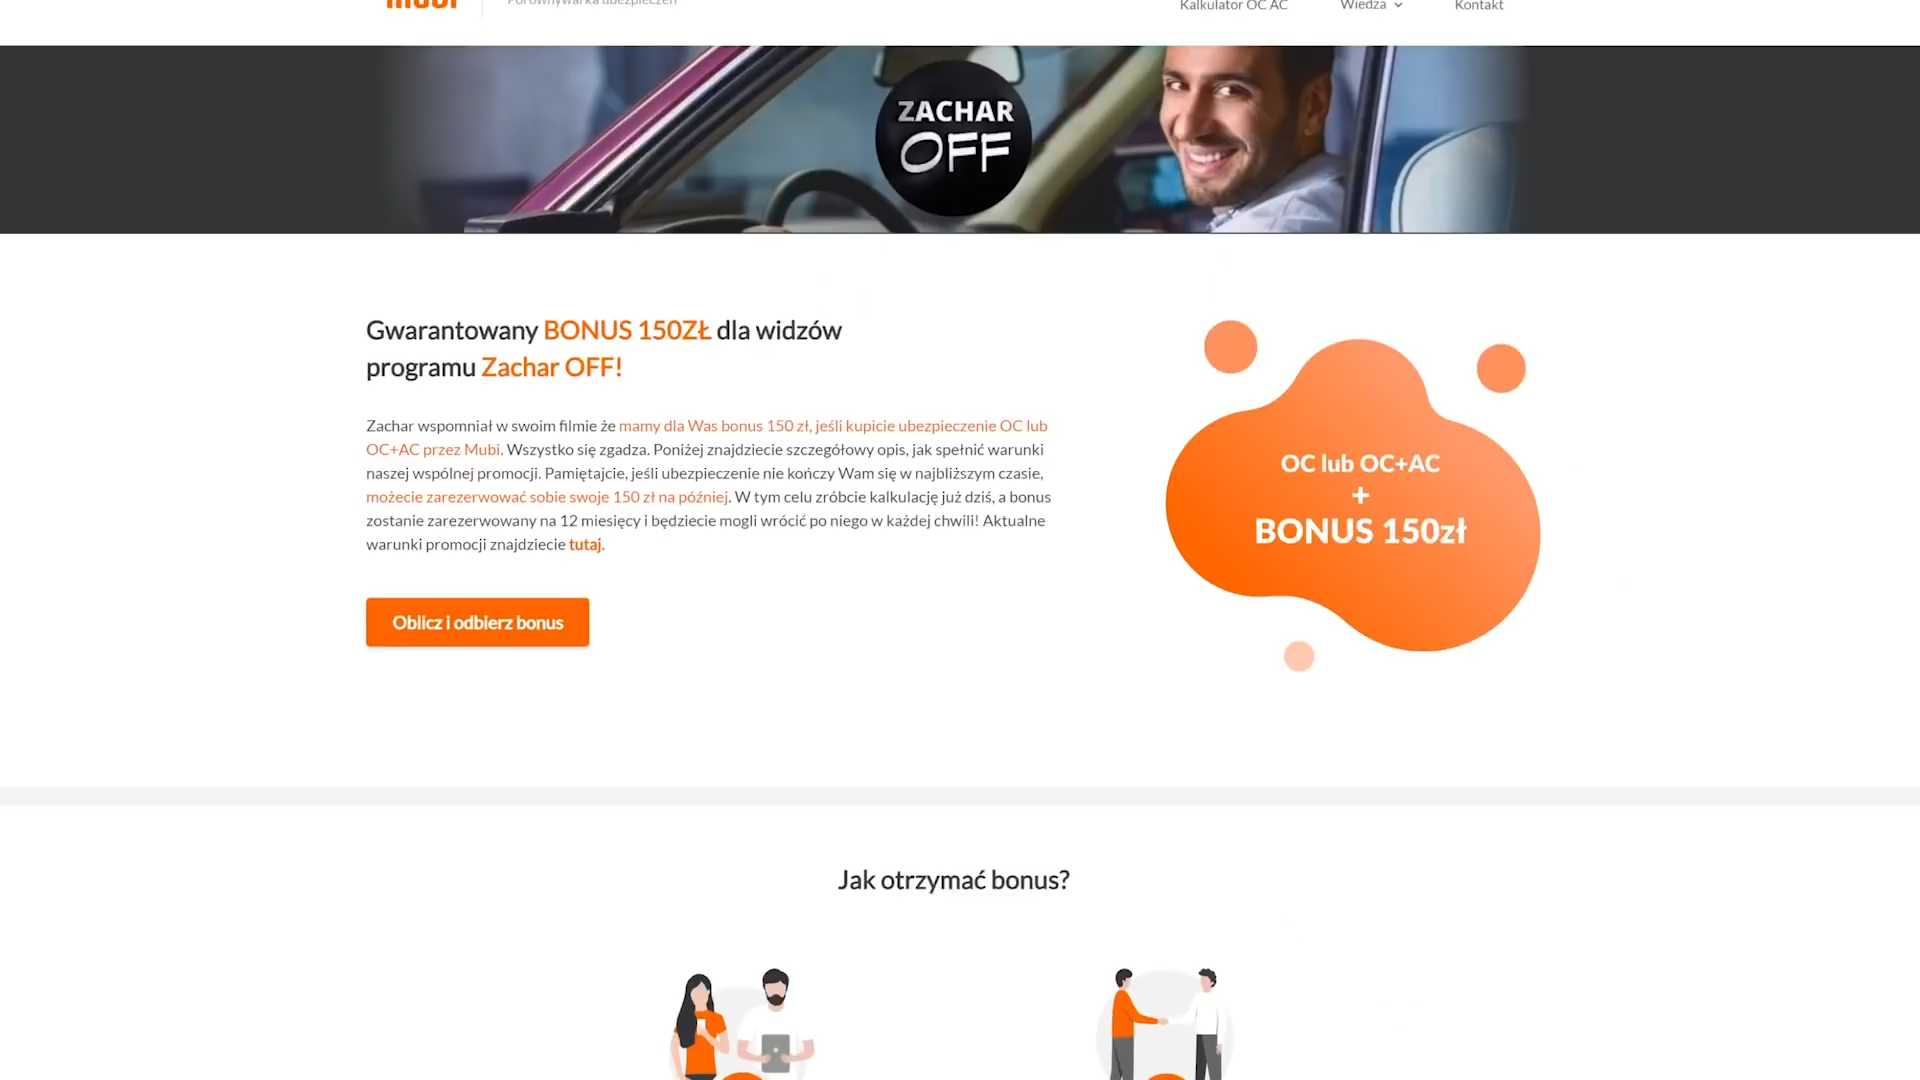 mubi
Porównywarka ubezpieczeń
Kalkulator OC AC
Wiedza
Kontakt
ZACHAR
OFF
Gwarantowany BONUS 150ZŁ dla widzów
programu Zachar OFF!
Zachar wspomniał w swoim filmie że mamy dla Was bonus 150 zł, jeśli kupicie ubezpieczenie OC lub
OC+AC przez Mubi. Wszystko się zgadza. Poniżej znajdziecie szczegółowy opis, jak spełnić warunki
naszej wspólnej promocji. Pamiętajcie, jeśli ubezpieczenie nie kończy Wam się w najbliższym czasie,
możecie zarezerwować sobie swoje 150 zł na później. W tym celu zróbcie kalkulację już dziś, a bonus
zostanie zarezerwowany na 12 miesięcy i będziecie mogli wrócić po niego w każdej chwili! Aktualne
warunki promocji znajdziecie tutaj.
OC lub OC+AC
+
BONUS 150zł
Oblicz i odbierz bonus
Jak otrzymać bonus?